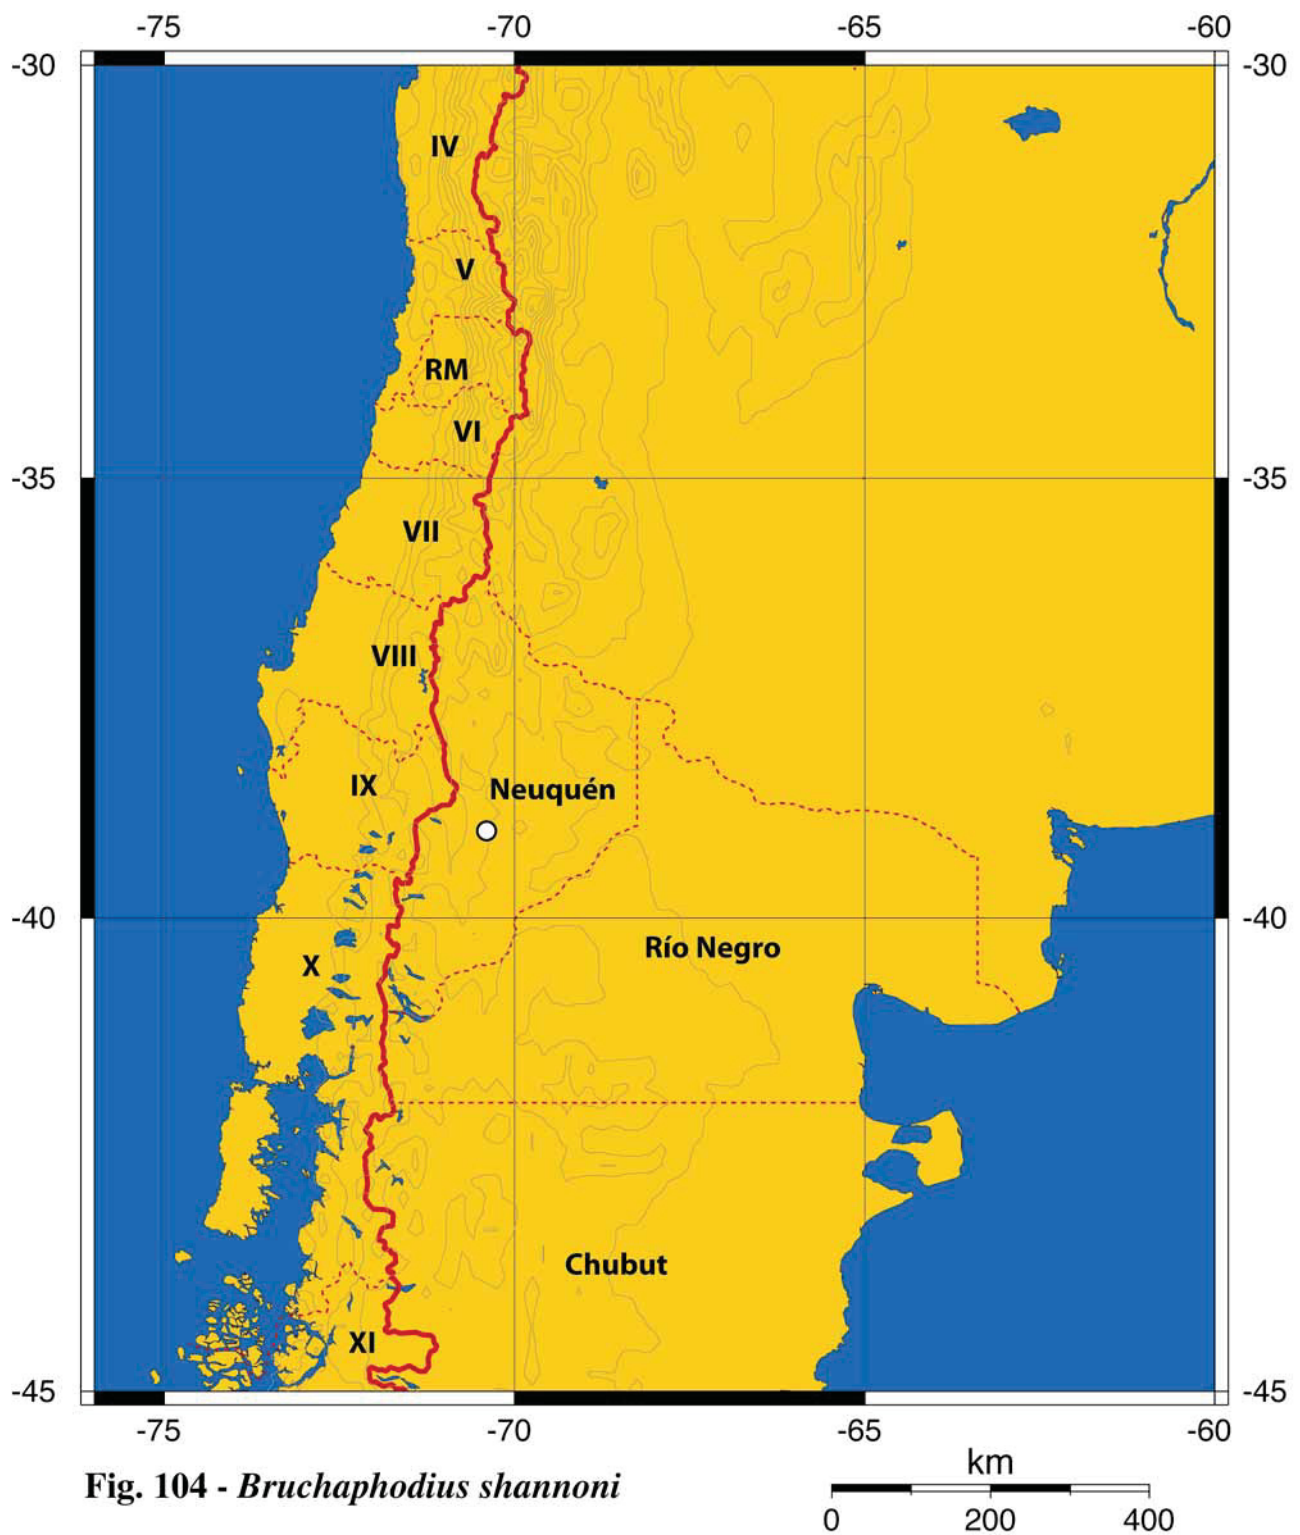 -75 -70 -65 -60
-30 -30
IV
V
RM
VI
-35 -35
VII
VIII
IX Neuquén
-40 -40
X Río Negro
Chubut
XI
-45 -45
-75 -70 -65 -60
km
Fig. 104 - Bruchaphodius shannoni
0 200 400